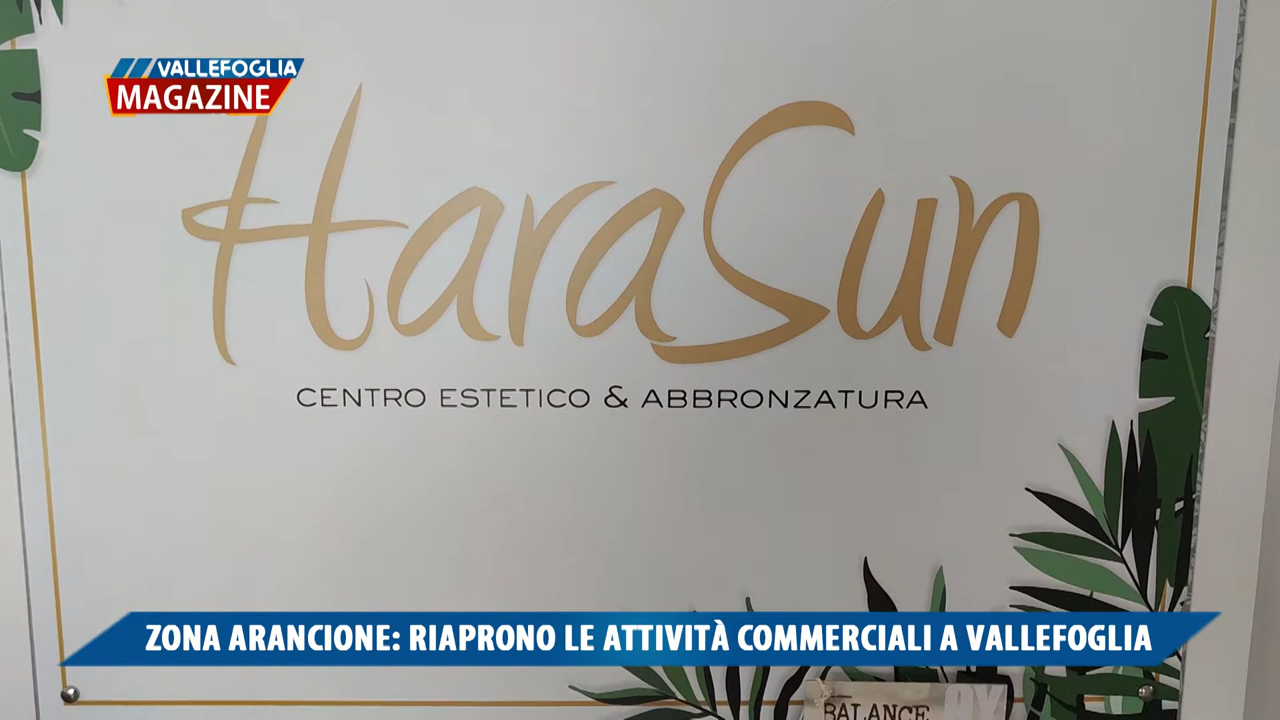 VALLEFOGLIA
MAGAZINE
HaraSun
CENTRO ESTETICO & ABBRONZATURA
ZONA ARANCIONE: RIAPRONO LE ATTIVITÀ COMMERCIALI A VALLEFOGLIA
BALANCE